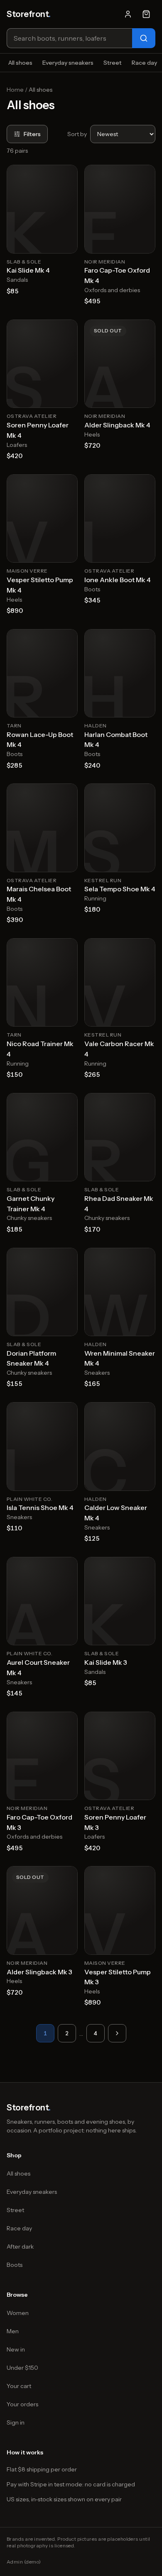 Storefront.
Search boots, runners, loafers
All shoes Everyday sneakers Street Race day
Home / All shoes
All shoes
Filters Sort by Newest
76 pairs
K F
SLAB & SOLE NOIR MERIDIAN
Kai Slide Mk 4 Faro Cap-Toe Oxford
Sandals Mk 4
$85 Oxfords and derbies
$495
S A
SOLD OUT
OSTRAVA ATELIER NOIR MERIDIAN
Soren Penny Loafer Alder Slingback Mk 4
Mk 4 Heels
Loafers $720
$420
V I
MAISON VERRE OSTRAVA ATELIER
Vesper Stiletto Pump Ione Ankle Boot Mk 4
Mk 4 Boots
Heels $345
$890
R H
TARN HALDEN
Rowan Lace-Up Boot Harlan Combat Boot
Mk 4 Mk 4
Boots Boots
$285 $240
M S
OSTRAVA ATELIER KESTREL RUN
Marais Chelsea Boot Sela Tempo Shoe Mk 4
Mk 4 Running
Boots $180
$390
N V
TARN KESTREL RUN
Nico Road Trainer Mk Vale Carbon Racer Mk
4 4
Running Running
$150 $265
G R
SLAB & SOLE SLAB & SOLE
Garnet Chunky Rhea Dad Sneaker Mk
Trainer Mk 4 4
Chunky sneakers Chunky sneakers
$185 $170
D W
SLAB & SOLE HALDEN
Dorian Platform Wren Minimal Sneaker
Sneaker Mk 4 Mk 4
Chunky sneakers Sneakers
$155 $165
I C
PLAIN WHITE CO. HALDEN
Isla Tennis Shoe Mk 4 Calder Low Sneaker
Sneakers Mk 4
$110 Sneakers
$125
A K
PLAIN WHITE CO. SLAB & SOLE
Aurel Court Sneaker Kai Slide Mk 3
Mk 4 Sandals
Sneakers $85
$145
F S
NOIR MERIDIAN OSTRAVA ATELIER
Faro Cap-Toe Oxford Soren Penny Loafer
Mk 3 Mk 3
Oxfords and derbies Loafers
$495 $420
SOLD OUT
A V
NOIR MERIDIAN MAISON VERRE
Alder Slingback Mk 3 Vesper Stiletto Pump
Heels Mk 3
$720 Heels
$890
1 2 … 4 ›
Storefront.
Sneakers, runners, boots and evening shoes, by
occasion. A portfolio project: nothing here ships.
Shop
All shoes
Everyday sneakers
Street
Race day
After dark
Boots
Browse
Women
Men
New in
Under $150
Your cart
Your orders
Sign in
How it works
Flat $8 shipping per order
Pay with Stripe in test mode: no card is charged
US sizes, in-stock sizes shown on every pair
Brands are invented. Product pictures are placeholders until
real photography is licensed.
Admin (demo)